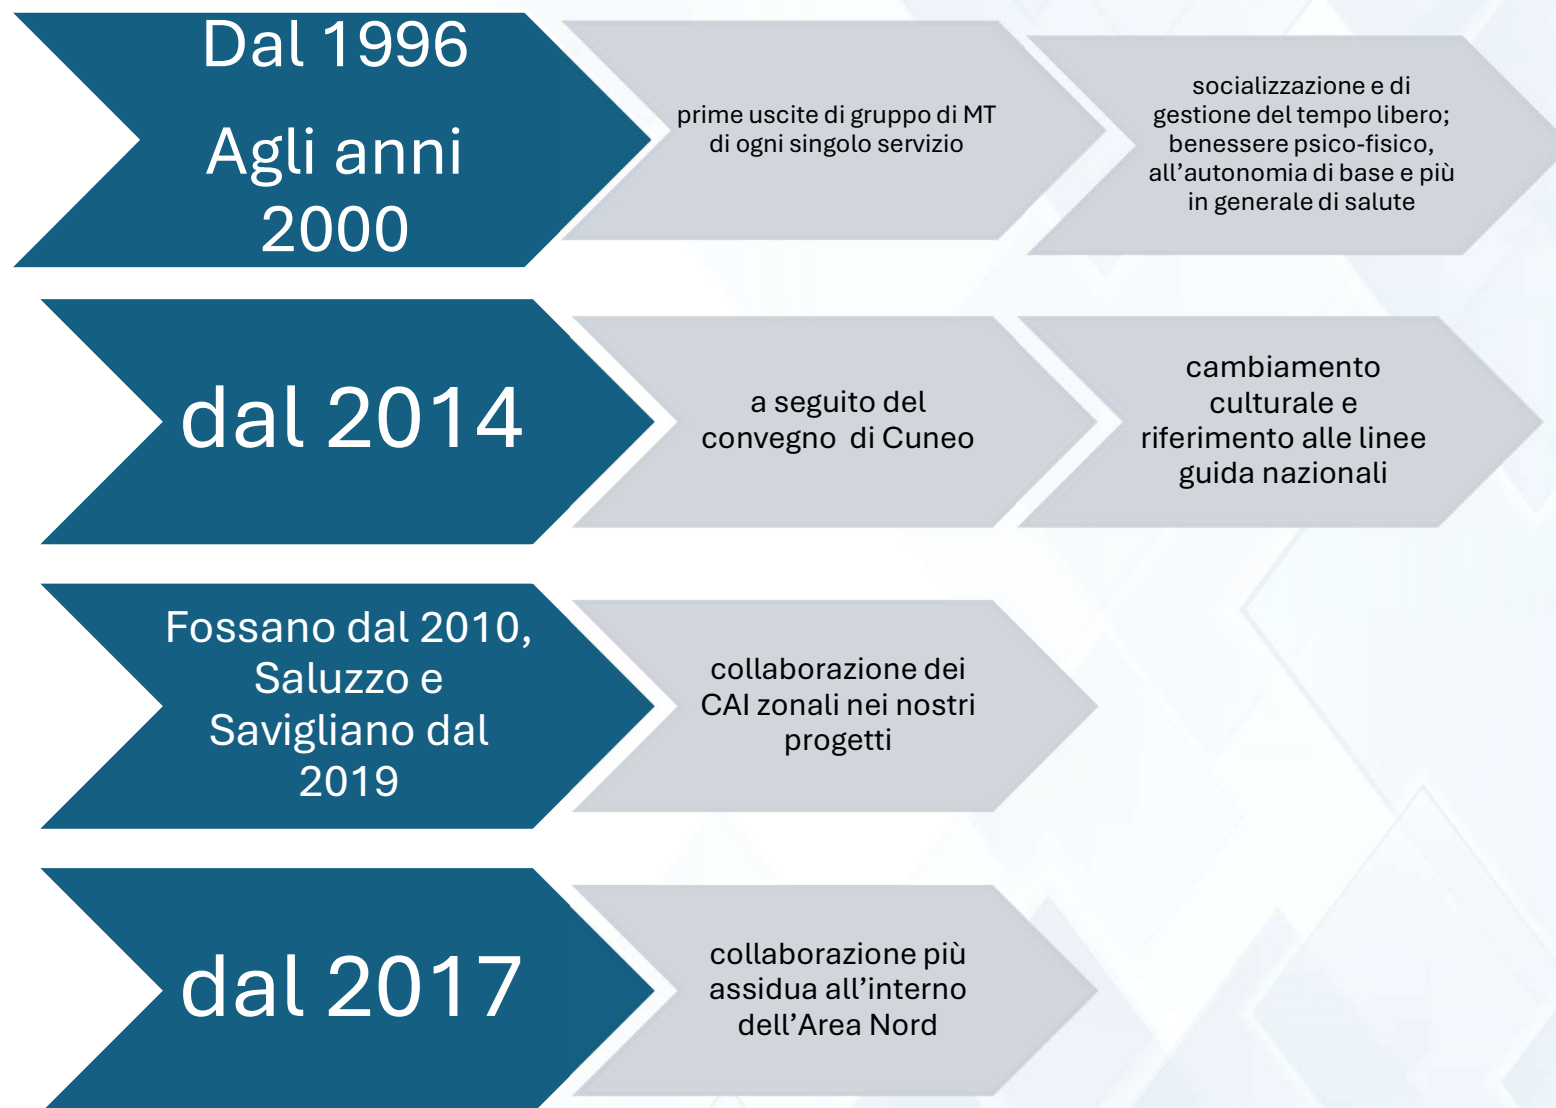 Dal 1996
Agli anni
2000
prime uscite di gruppo di MT
di ogni singolo servizio
socializzazione e di
gestione del tempo libero;
benessere psico-fisico,
all’autonomia di base e più
in generale di salute
dal 2014
a seguito del
convegno  di Cuneo
cambiamento
culturale e
riferimento alle linee
guida nazionali
Fossano dal 2010,
Saluzzo e
Savigliano dal
2019
collaborazione dei
CAI zonali nei nostri
progetti
dal 2017
collaborazione più
assidua all’interno
dell’Area Nord